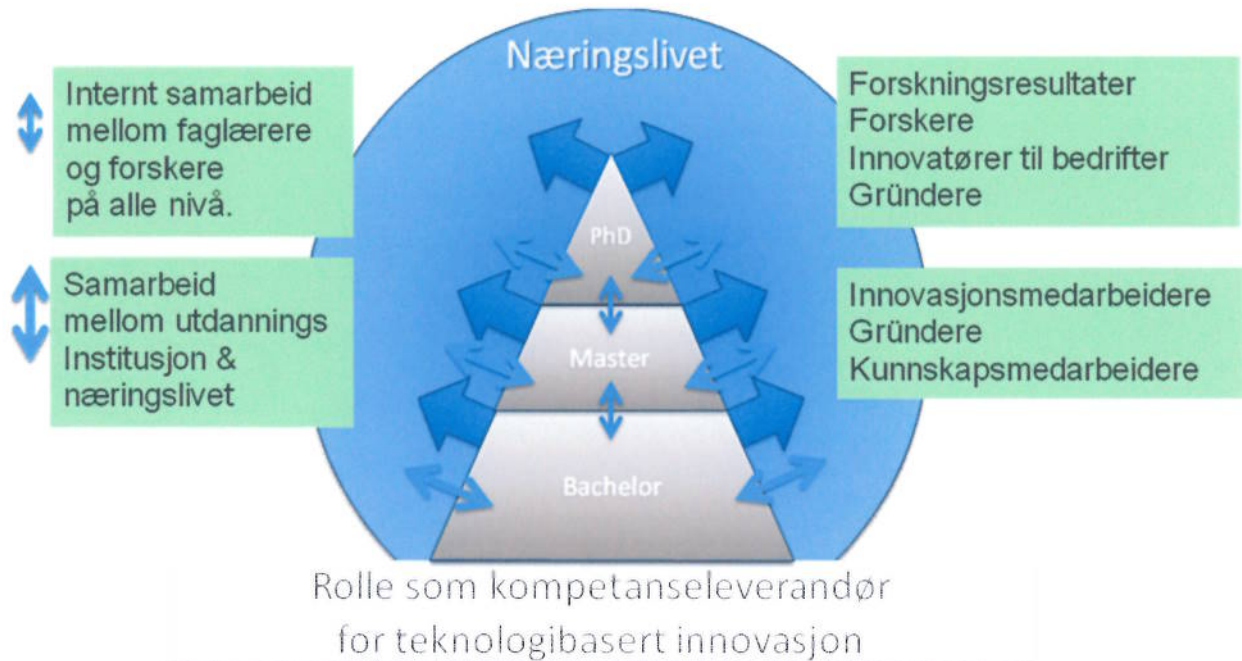 Næringslivet
Internt samarbeid
mellom faglærere
og forskere
på alle nivå.
Samarbeid
mellom utdannings
Institusjon &
næringslivet
PhD
Master
Bachelor
Forskningsresultater
Forskere
Innovatører til bedrifter
Gründere
Innovasjonsmedarbeidere
Gründere
Kunnskapsmedarbeidere
Rolle som kompetanseleverandør
for teknologibasert innovasjon